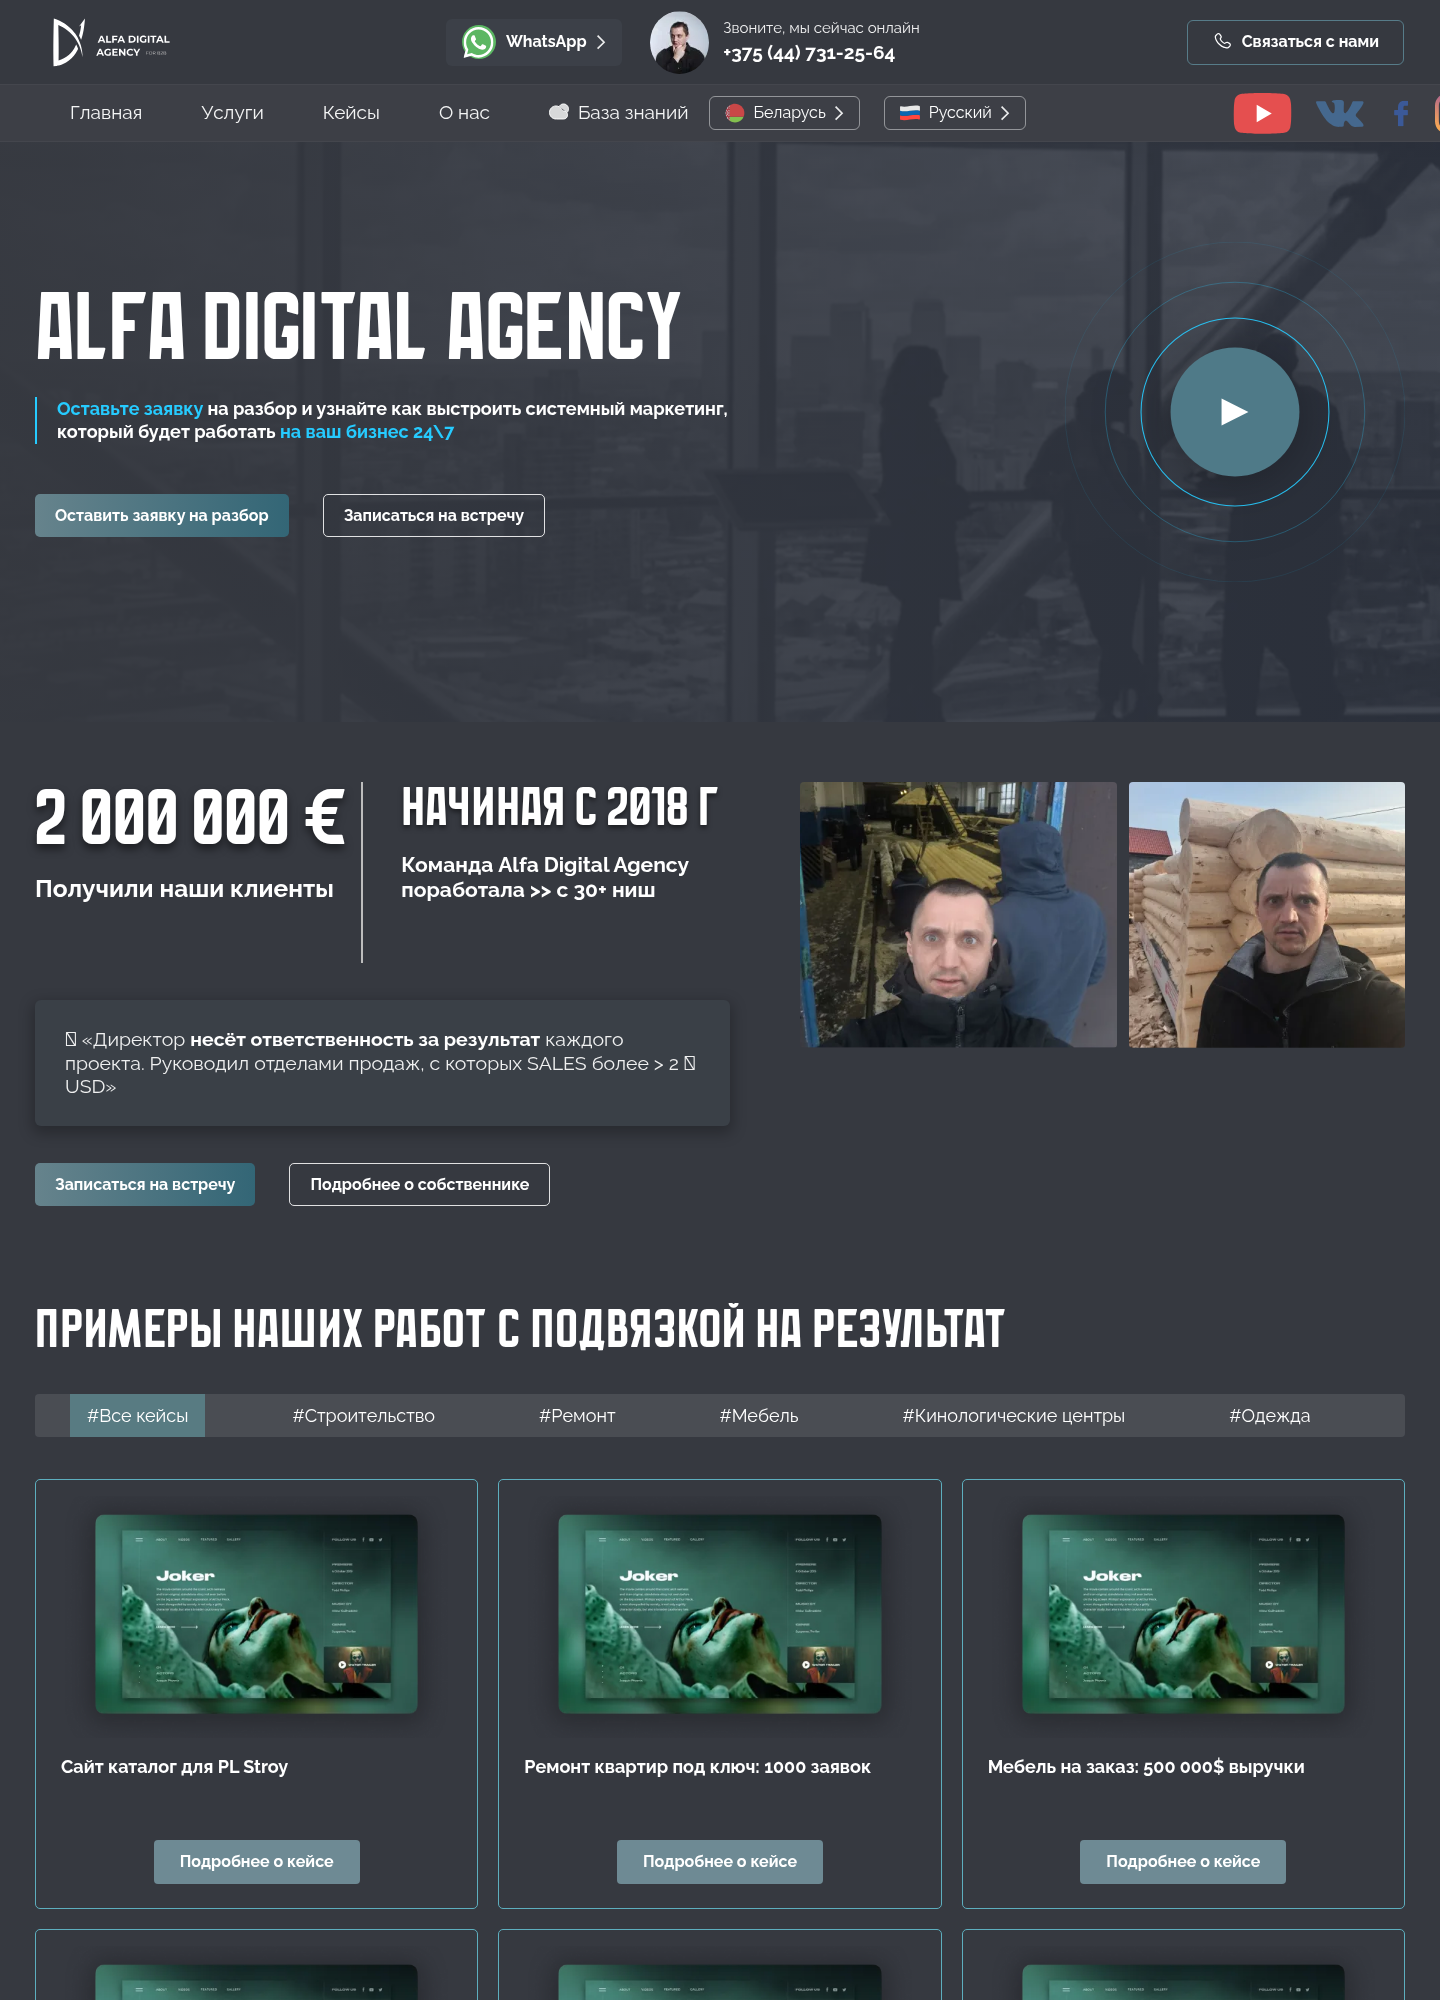 ALFA DIGITAL
AGENCY FOR B2B
WhatsApp
Звоните, мы сейчас онлайн
+375 (44) 731-25-64
Связаться с нами
Главная
Услуги
Кейсы
О нас
База знаний
Беларусь
Русский
ALFA DIGITAL AGENCY
Оставьте заявку на разбор и узнайте как выстроить системный маркетинг,
который будет работать на ваш бизнес 24\7
Оставить заявку на разбор
Записаться на встречу
2 000 000 €
Получили наши клиенты
НАЧИНАЯ С 2018 Г
Команда Alfa Digital Agency
поработала >> с 30+ ниш
«Директор несёт ответственность за результат каждого
проекта. Руководил отделами продаж, с которых SALES более > 2
USD»
Записаться на встречу
Подробнее о собственнике
ПРИМЕРЫ НАШИХ РАБОТ С ПОДВЯЗКОЙ НА РЕЗУЛЬТАТ
#Все кейсы
#Строительство
#Ремонт
#Мебель
#Кинологические центры
#Одежда
Joker
Joker
Joker
Сайт каталог для PL Stroy
Ремонт квартир под ключ: 1000 заявок
Мебель на заказ: 500 000$ выручки
Подробнее о кейсе
Подробнее о кейсе
Подробнее о кейсе